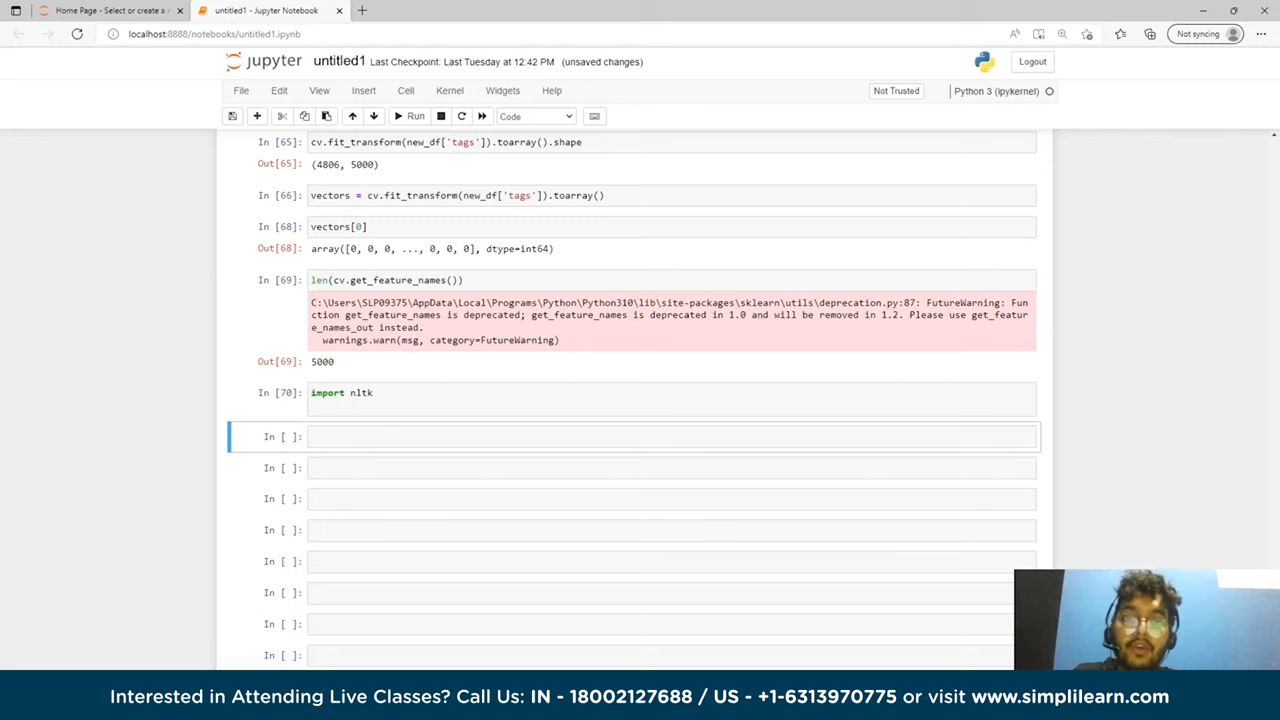 Home Page - Select or create a n
untitled1 - Jupyter Notebook
localhost:8888/notebooks/untitled1.ipynb
Not syncing
jupyter untitled1 Last Checkpoint: Last Tuesday at 12:42 PM (unsaved changes)
Logout
File Edit View Insert Cell Kernel Widgets Help
Not Trusted
Python 3 (ipykernel)
Run
Code
In [65]: cv.fit_transform(new_df['tags']).toarray().shape
Out[65]: (4806, 5000)
In [66]: vectors = cv.fit_transform(new_df['tags']).toarray()
In [68]: vectors[0]
Out[68]: array([0, 0, 0, ..., 0, 0, 0], dtype=int64)
In [69]: len(cv.get_feature_names())
C:\Users\SLP09375\AppData\Local\Programs\Python\Python310\lib\site-packages\sklearn\utils\deprecation.py:87: FutureWarning: Fun
ction get_feature_names is deprecated; get_feature_names is deprecated in 1.0 and will be removed in 1.2. Please use get_featur
e_names_out instead.
warnings.warn(msg, category=FutureWarning)
Out[69]: 5000
In [70]: import nltk
In [ ]:
In [ ]:
In [ ]:
In [ ]:
In [ ]:
In [ ]:
In [ ]:
In [ ]:
Interested in Attending Live Classes? Call Us: IN - 18002127688 / US - +1-6313970775 or visit www.simplilearn.com